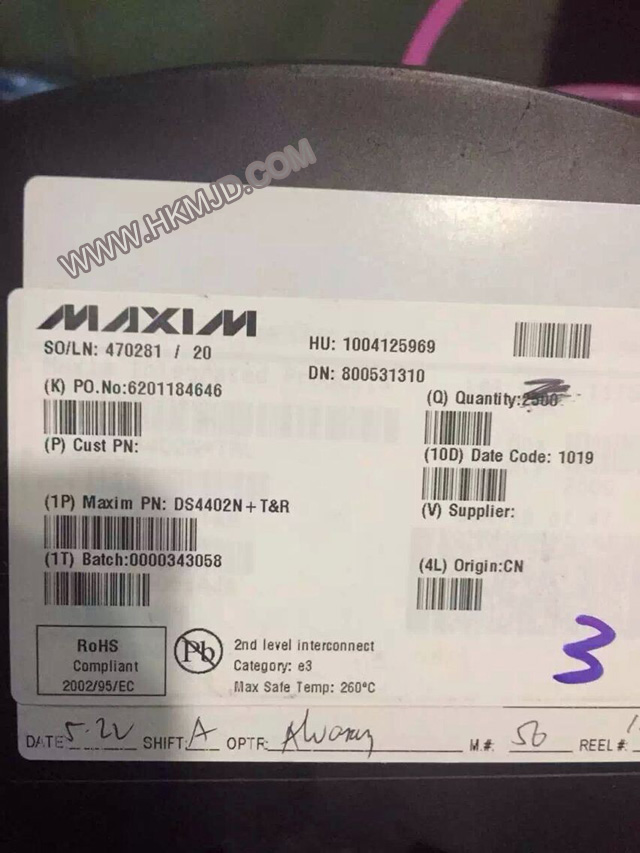 WWW.HKMJD.COM
MAXIM
SO/LN: 470281 / 20
HU: 1004125969
DN: 800531310
(K) PO.No:6201184646
(Q) Quantity:2500
(P) Cust PN:
(10D) Date Code: 1019
(1P) Maxim PN: DS4402N+T&R
(V) Supplier:
(1T) Batch:0000343058
(4L) Origin:CN
RoHS
Compliant
2002/95/EC
Pb
2nd level interconnect
Category: e3
Max Safe Temp: 260°C
3
DATE SHIFT: A OPTR: M.#: 56 REEL #: